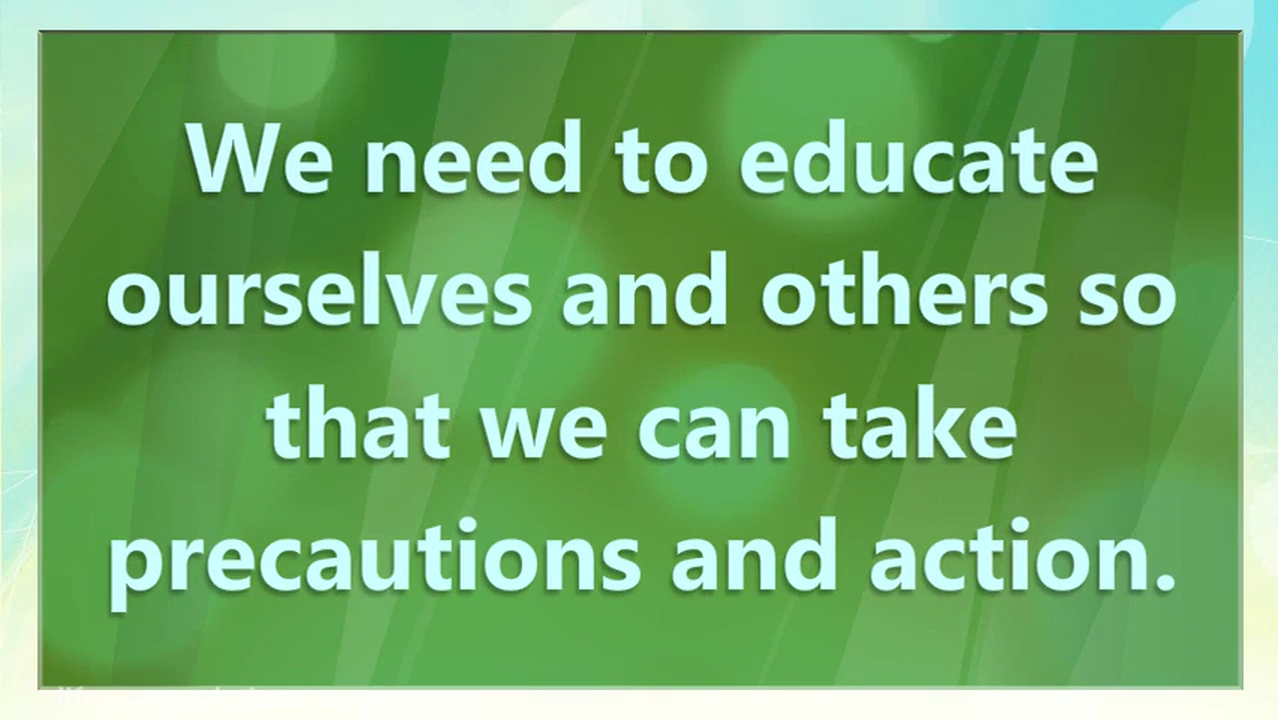 We need to educate
ourselves and others so
that we can take
precautions and action.